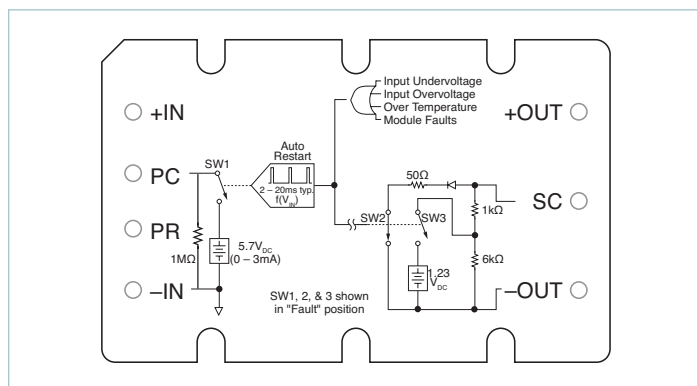 Input Undervoltage
Input Overvoltage
Over Temperature
Module Faults
+IN
+OUT
Auto
Restart
PC
SW1
2 – 20ms typ.
f(VIN)
50Ω
SC
1kΩ
PR
SW2
SW3
1MΩ
5.7VDC
(0 – 3mA)
6kΩ
1.23
VDC
–IN
–OUT
SW1, 2, & 3 shown
in "Fault" position